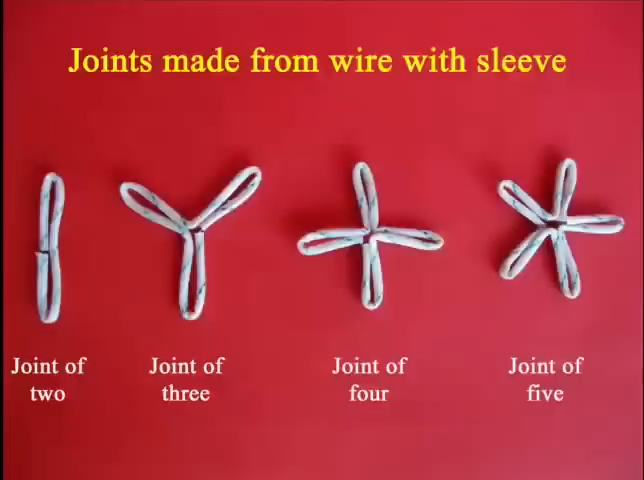 Joints made from wire with sleeve
Joint of
two
Joint of
three
Joint of
four
Joint of
five